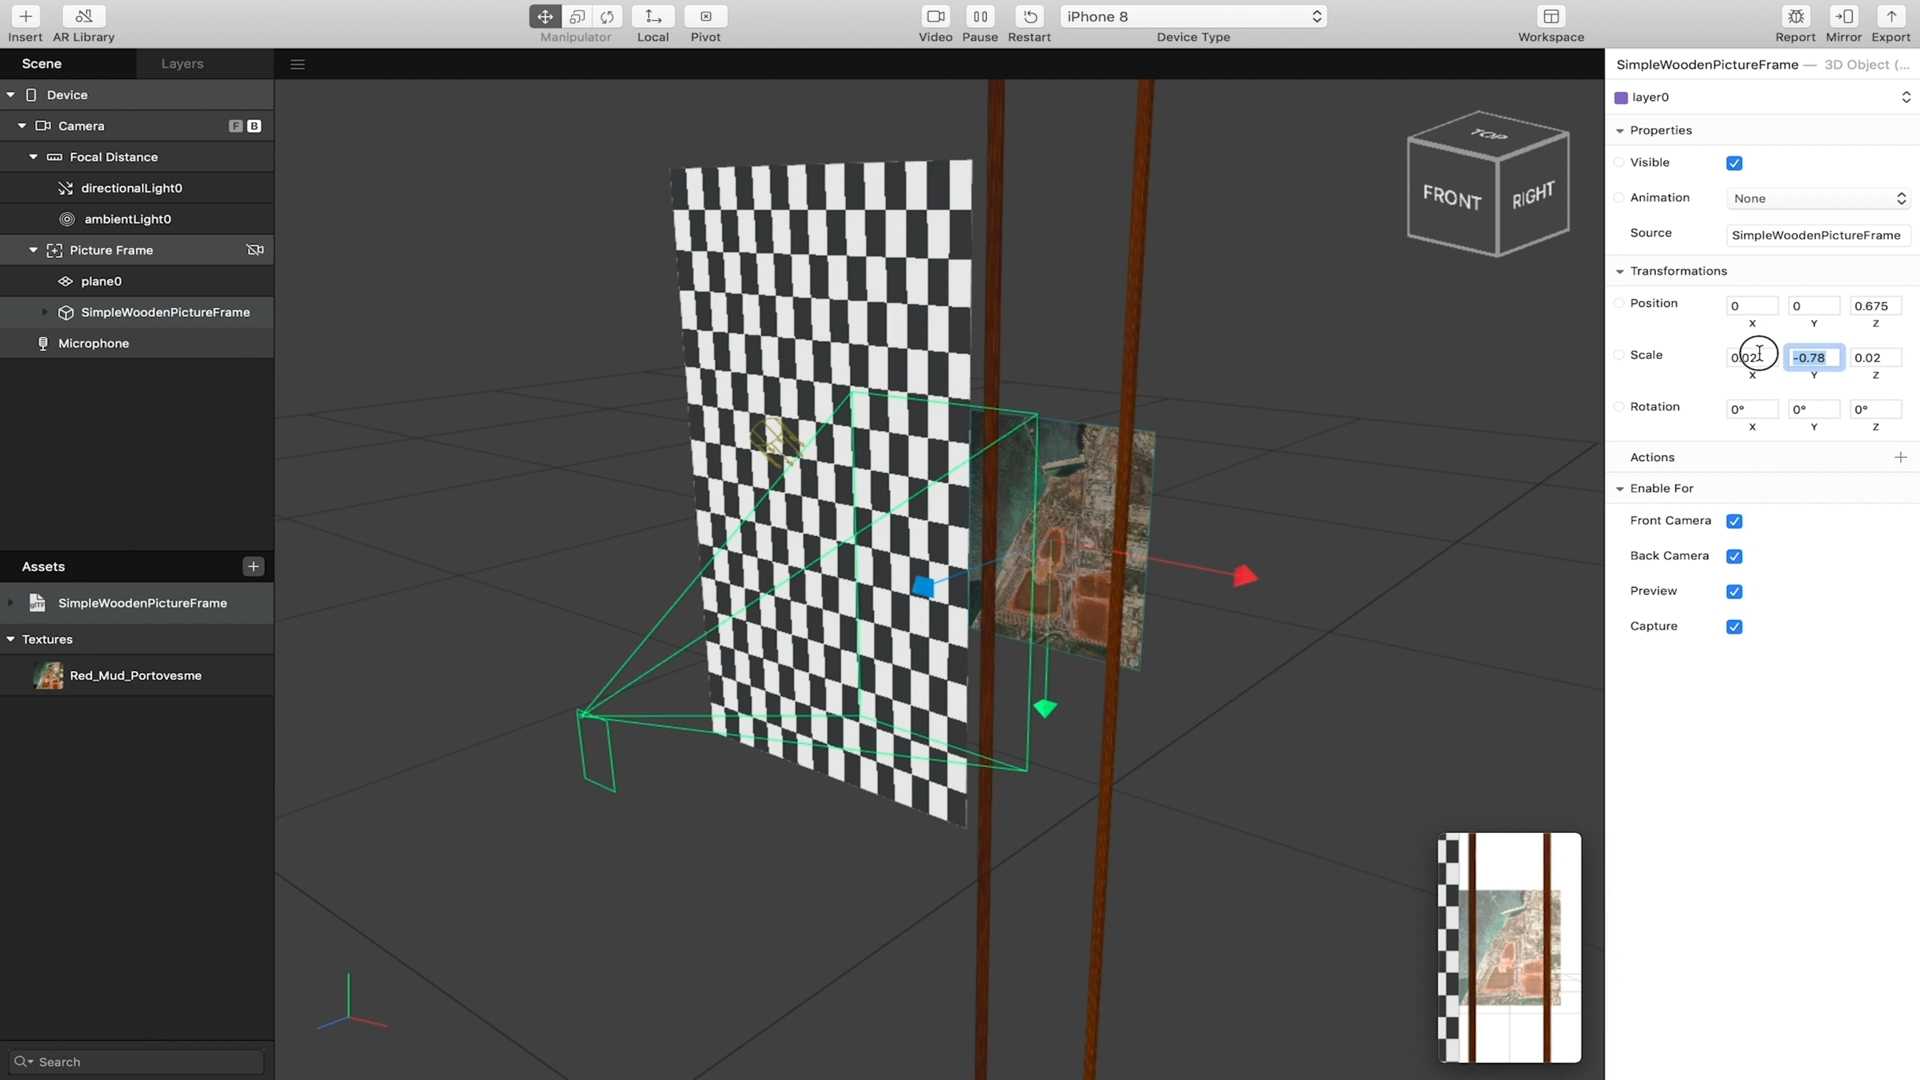 Insert
AR Library
Manipulator
Local
Pivot
Video
Pause
Restart
iPhone 8
Device Type
Workspace
Report
Mirror
Export
Scene
Layers
Device
Camera
F
B
Focal Distance
directionalLight0
ambientLight0
Picture Frame
plane0
SimpleWoodenPictureFrame
Microphone
Assets
SimpleWoodenPictureFrame
Textures
Red_Mud_Portovesme
Search
TOP
FRONT
RIGHT
SimpleWoodenPictureFrame — 3D Object (...
layer0
Properties
Visible
Animation
None
Source
SimpleWoodenPictureFrame
Transformations
Position
0
0
0.675
X
Y
Z
Scale
0.02
-0.78
0.02
X
Y
Z
Rotation
0°
0°
0°
X
Y
Z
Actions
Enable For
Front Camera
Back Camera
Preview
Capture